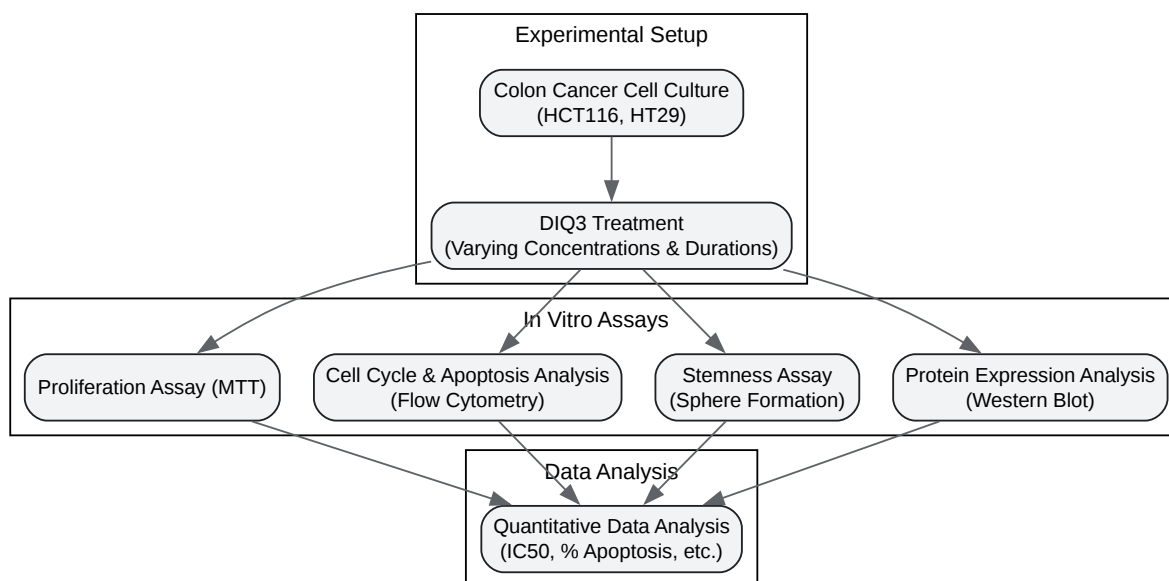 Experimental Setup
Colon Cancer Cell Culture
(HCT116, HT29)
DIQ3 Treatment
(Varying Concentrations & Durations)
In Vitro Assays
Proliferation Assay (MTT)
Cell Cycle & Apoptosis Analysis
(Flow Cytometry)
Stemness Assay
(Sphere Formation)
Protein Expression Analysis
(Western Blot)
Data Analysis
Quantitative Data Analysis
(IC50, % Apoptosis, etc.)